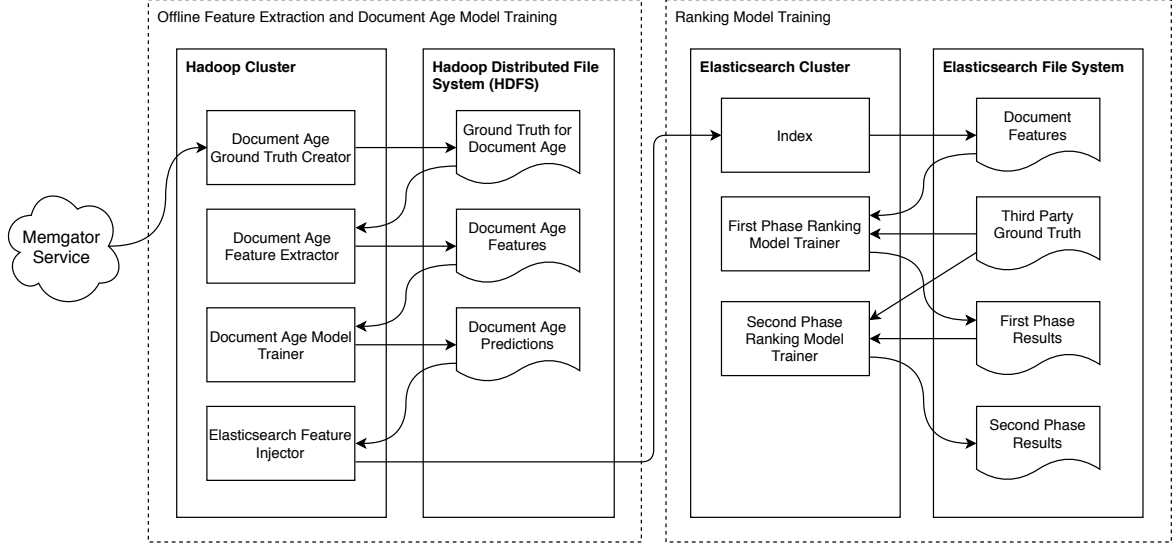 Offline Feature Extraction and Document Age Model Training
Ranking Model Training
Hadoop Cluster
Hadoop Distributed File
System (HDFS)
Elasticsearch Cluster
Elasticsearch File System
Memgator
Service
Document Age
Ground Truth Creator
Ground Truth for
Document Age
Document Age
Feature Extractor
Document Age
Features
Document Age Model
Trainer
Document Age
Predictions
Elasticsearch Feature
Injector
Index
Document
Features
First Phase Ranking
Model Trainer
Third Party
Ground Truth
Second Phase
Ranking Model
Trainer
First Phase
Results
Second Phase
Results